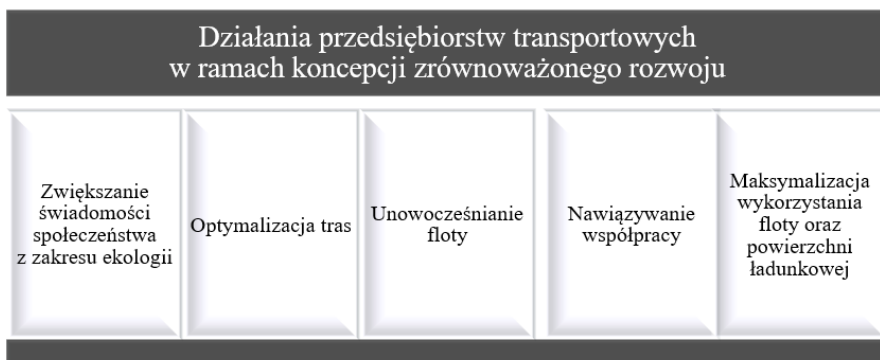 Działania przedsiębiorstw transportowych
w ramach koncepcji zrównoważonego rozwoju
Zwiększanie
świadomości
społeczeństwa
z zakresu ekologii
Optymalizacja tras
Unowocześnianie
floty
Nawiązywanie
współpracy
Maksymalizacja
wykorzystania
floty oraz
powierzchni
ładunkowej